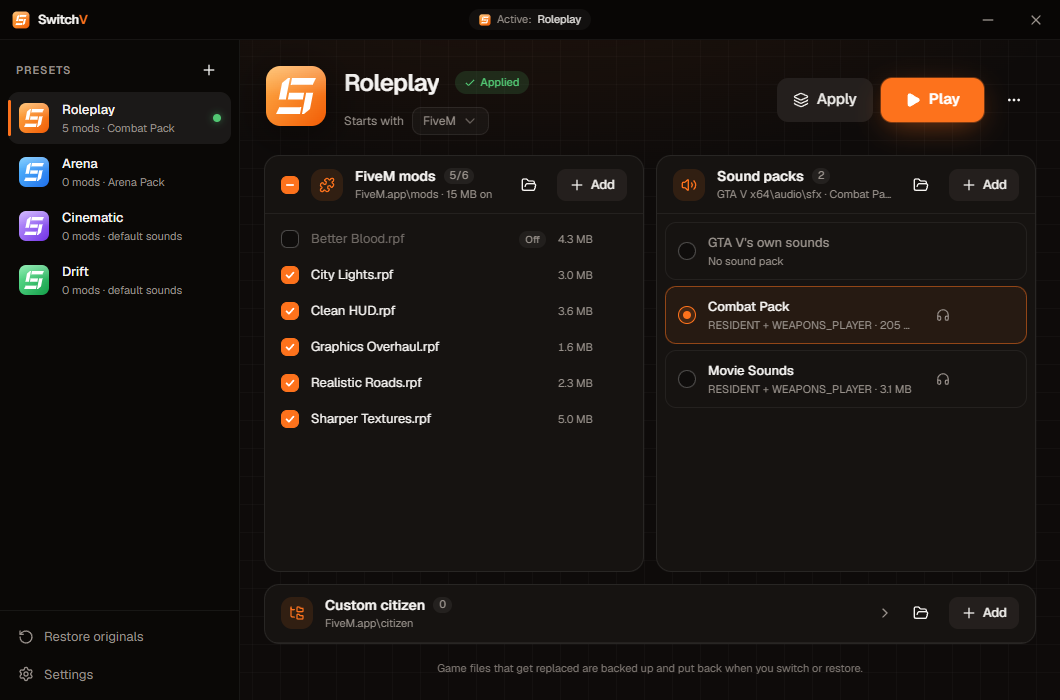 SwitchV
Active: Roleplay
PRESETS
Roleplay
5 mods · Combat Pack
Arena
0 mods · Arena Pack
Cinematic
0 mods · default sounds
Drift
0 mods · default sounds
Restore originals
Settings
Roleplay
Applied
Starts with
FiveM
Apply
Play
FiveM mods 5/6
FiveM.app\mods · 15 MB on
Add
Better Blood.rpf Off 4.3 MB
City Lights.rpf 3.0 MB
Clean HUD.rpf 3.6 MB
Graphics Overhaul.rpf 1.6 MB
Realistic Roads.rpf 2.3 MB
Sharper Textures.rpf 5.0 MB
Sound packs 2
GTA V x64\audio\sfx · Combat Pa...
Add
GTA V's own sounds
No sound pack
Combat Pack
RESIDENT + WEAPONS_PLAYER · 205 ...
Movie Sounds
RESIDENT + WEAPONS_PLAYER · 3.1 MB
Custom citizen 0
FiveM.app\citizen
Add
Game files that get replaced are backed up and put back when you switch or restore.